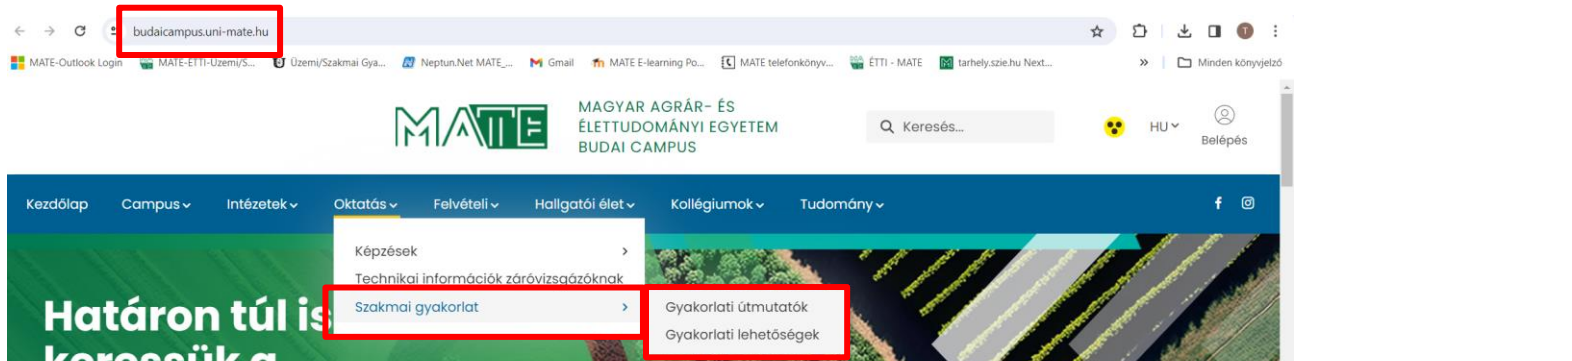 budaicampus.uni-mate.hu
MATE-Outlook Login MATE-ETTI-Üzemi/S... Üzemi/Szakmai Gya... Neptun.Net MATE_... Gmail MATE E-learning Po... MATE telefonkönyv... ÉTTI - MATE tarhely.szie.hu Next... » Minden könyvjelző
MATE
MAGYAR AGRÁR- ÉS
ÉLETTUDOMÁNYI EGYETEM
BUDAI CAMPUS
Keresés...
HU
Belépés
Kezdőlap Campus Intézetek Oktatás Felvételi Hallgatói élet Kollégiumok Tudomány
Képzések
Technikai információk záróvizsgázóknak
Szakmai gyakorlat
Gyakorlati útmutatók
Gyakorlati lehetőségek
Határon túl is
keressük a